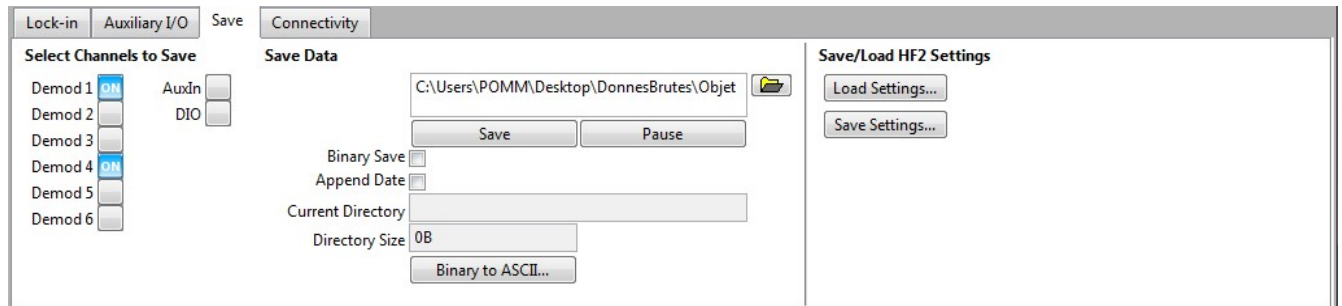 Lock-in Auxiliary I/O Save Connectivity
Select Channels to Save
Demod 1 ON AuxIn
Demod 2 DIO
Demod 3
Demod 4 ON
Demod 5
Demod 6
Save Data
C:\Users\POMM\Desktop\DonnesBrutes\Objet
Save Pause
Binary Save
Append Date
Current Directory
Directory Size 0B
Binary to ASCII...
Save/Load HF2 Settings
Load Settings...
Save Settings...